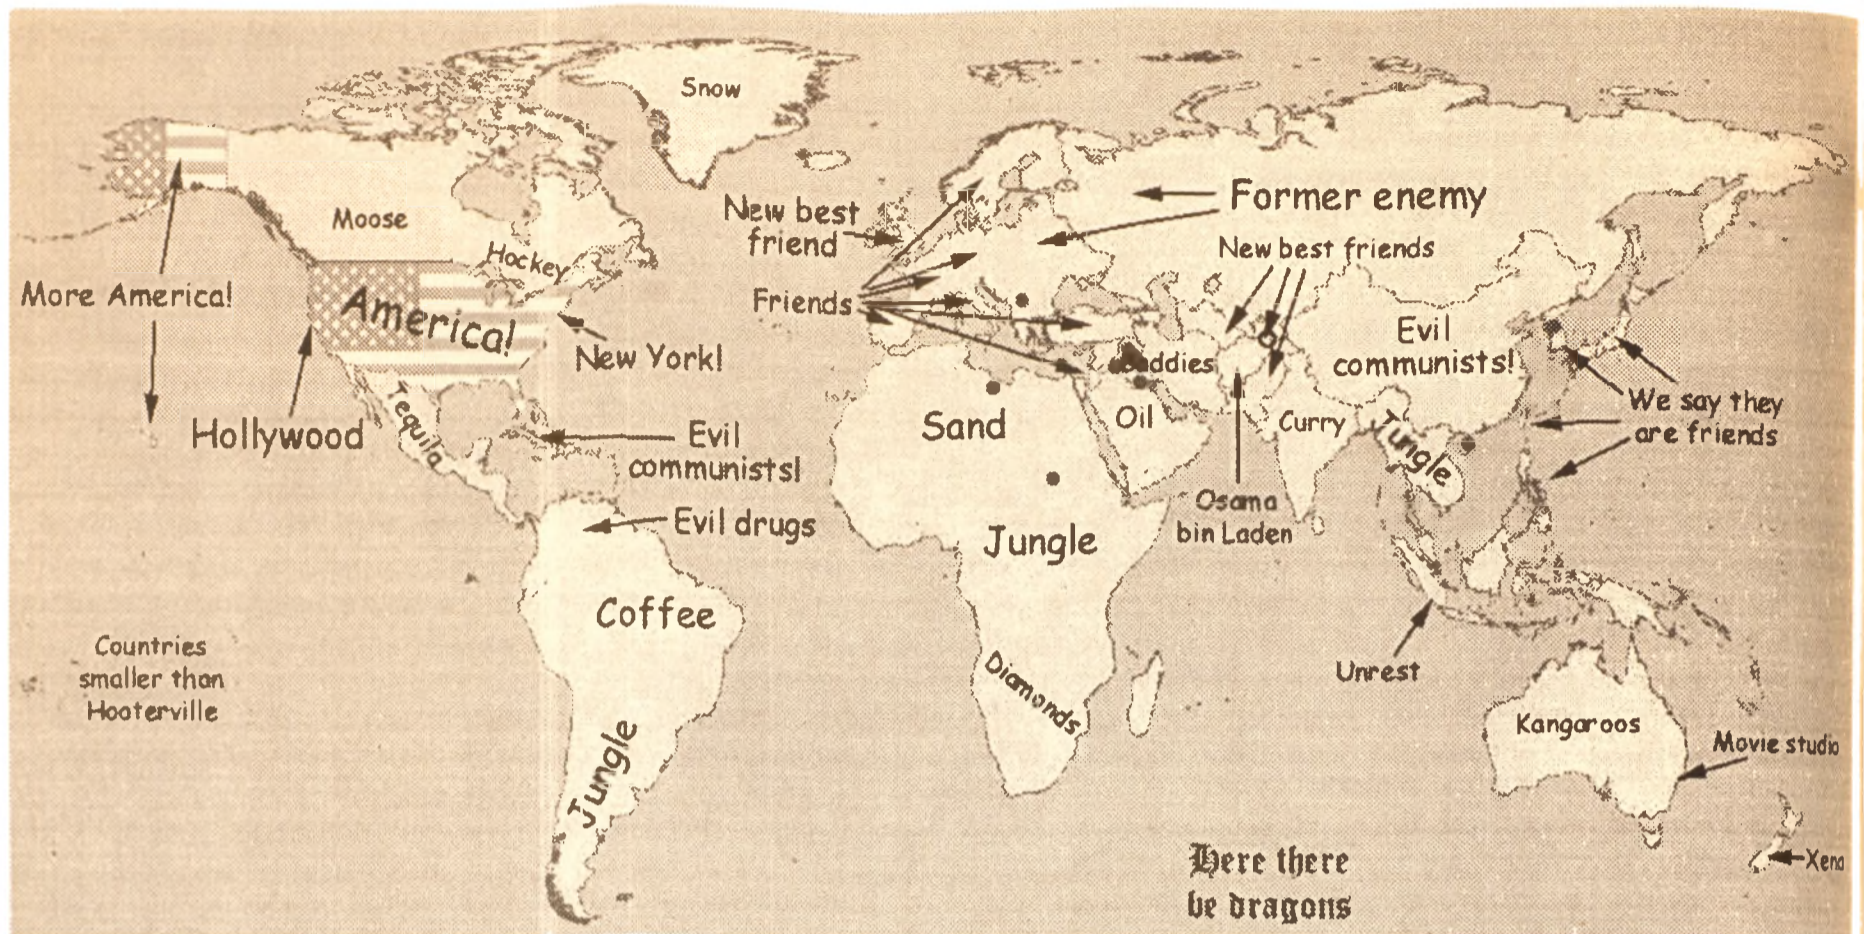 Snow
Moose
Hockey
More America!
America!
New York!
Hollywood
Tequila
Evil
communists!
Evil drugs
Coffee
Jungle
Countries
smaller than
Hooterville
New best
friend
Friends
Former enemy
New best friends
Evil
communists!
We say they
are friends
Sand
Oil
Curry
Jungle
Osama
bin Laden
Jungle
Diamonds
Unrest
Kangaroos
Movie studio
Xena
Here there
be dragons